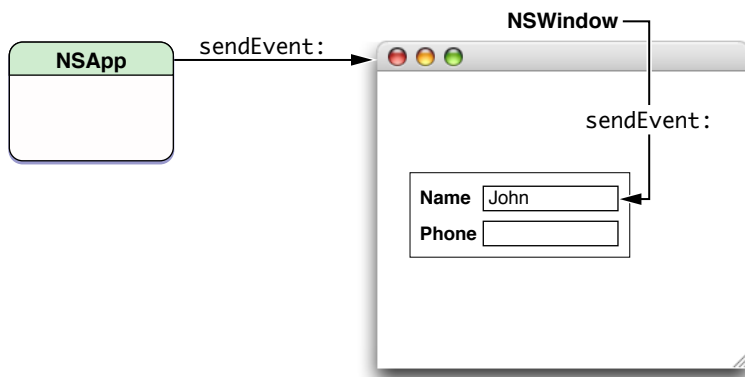 NSWindow
sendEvent:
NSApp
sendEvent:
Name
John
Phone